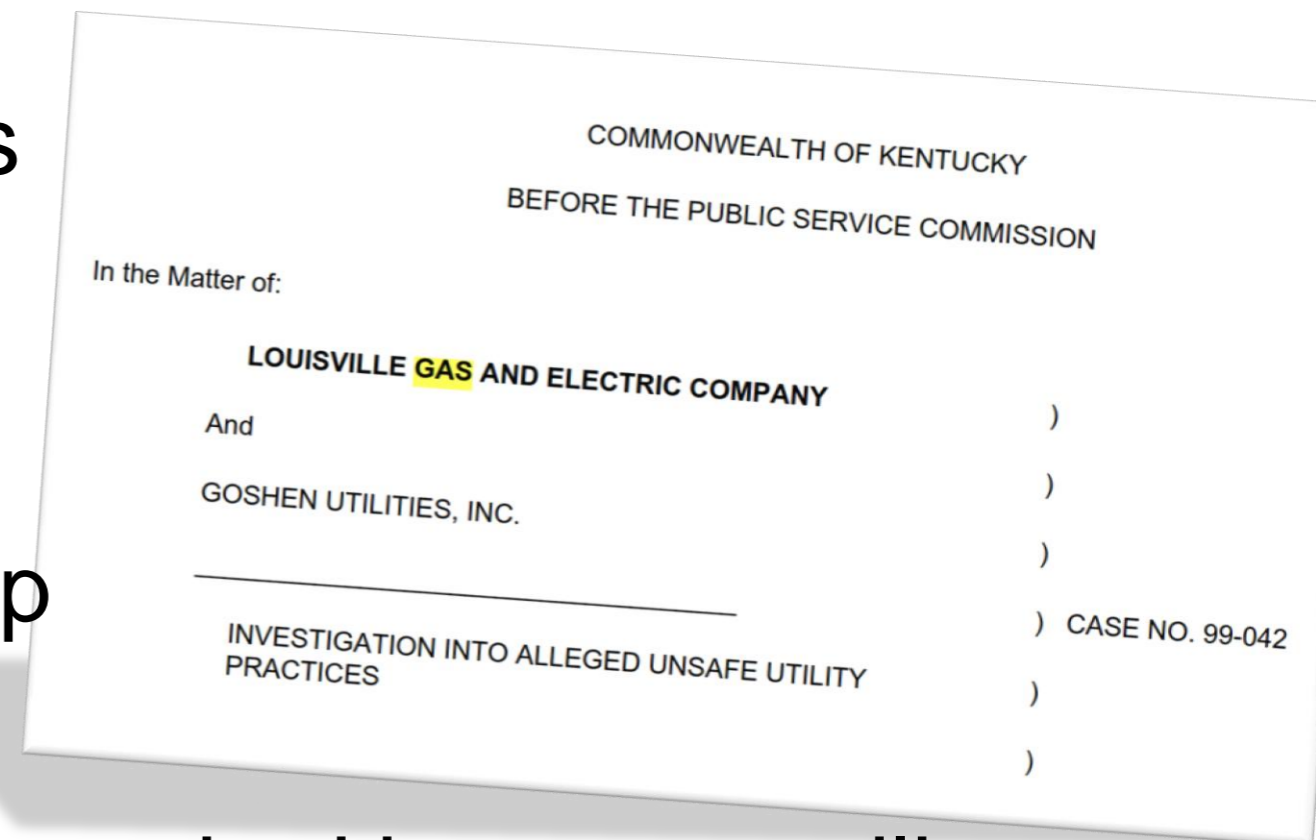 s
COMMONWEALTH OF KENTUCKY
BEFORE THE PUBLIC SERVICE COMMISSION
In the Matter of:
LOUISVILLE GAS AND ELECTRIC COMPANY )
And )
GOSHEN UTILITIES, INC. )
p
) CASE NO. 99-042
INVESTIGATION INTO ALLEGED UNSAFE UTILITY
PRACTICES )
)